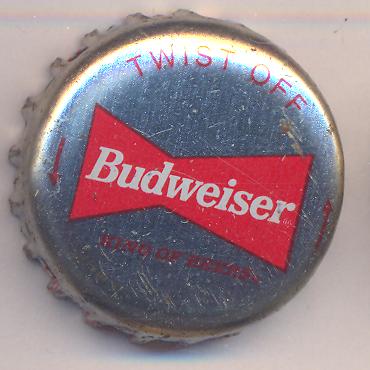 TWIST OFF
Budweiser
KING OF BEERS